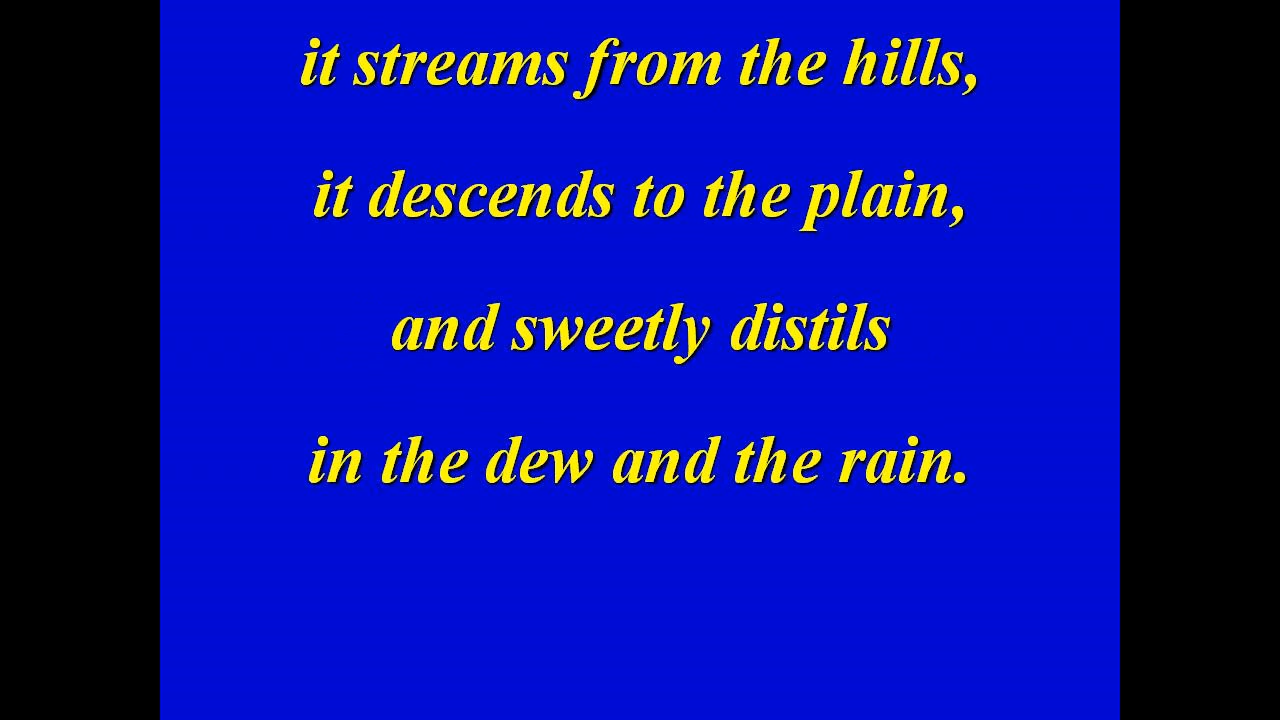 it streams from the hills,
it descends to the plain,
and sweetly distils
in the dew and the rain.